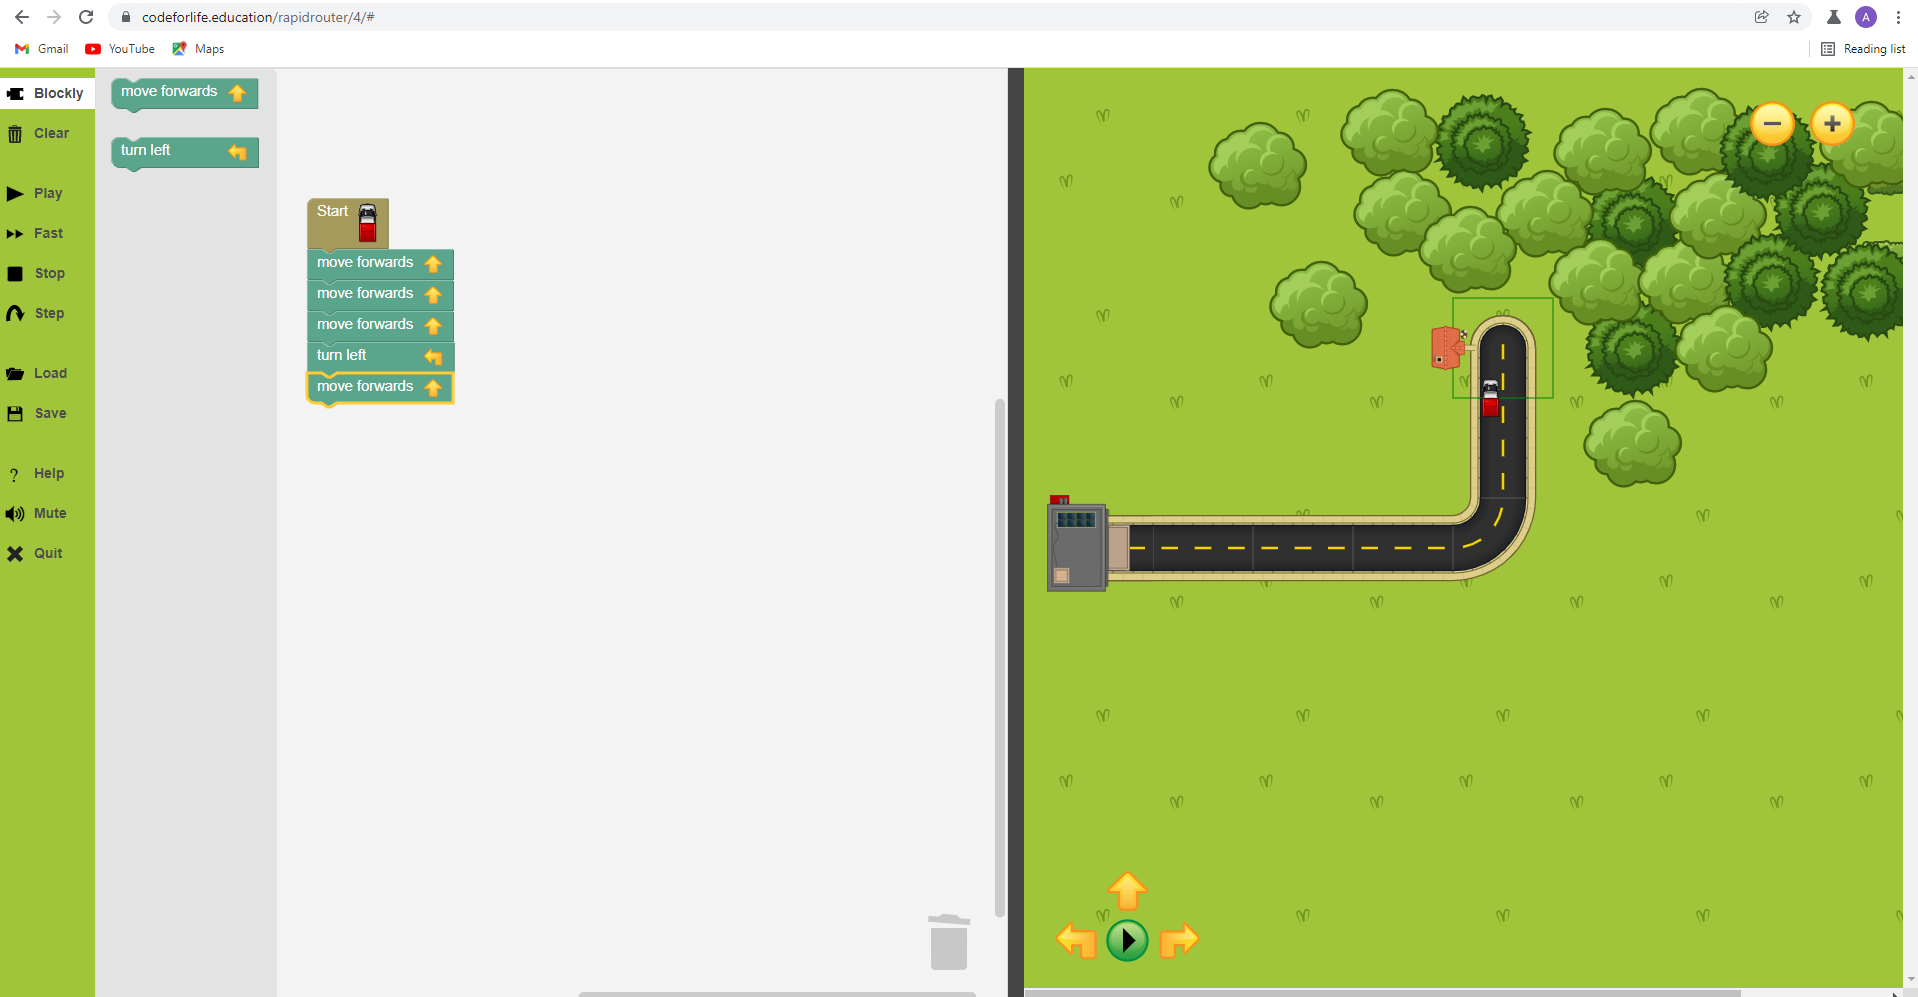 codeforlife.education/rapidrouter/4/#
A
Gmail YouTube Maps Reading list
Blockly
Clear
Play
Fast
Stop
Step
Load
Save
? Help
Mute
Quit
move forwards
turn left
Start
move forwards
move forwards
move forwards
turn left
move forwards